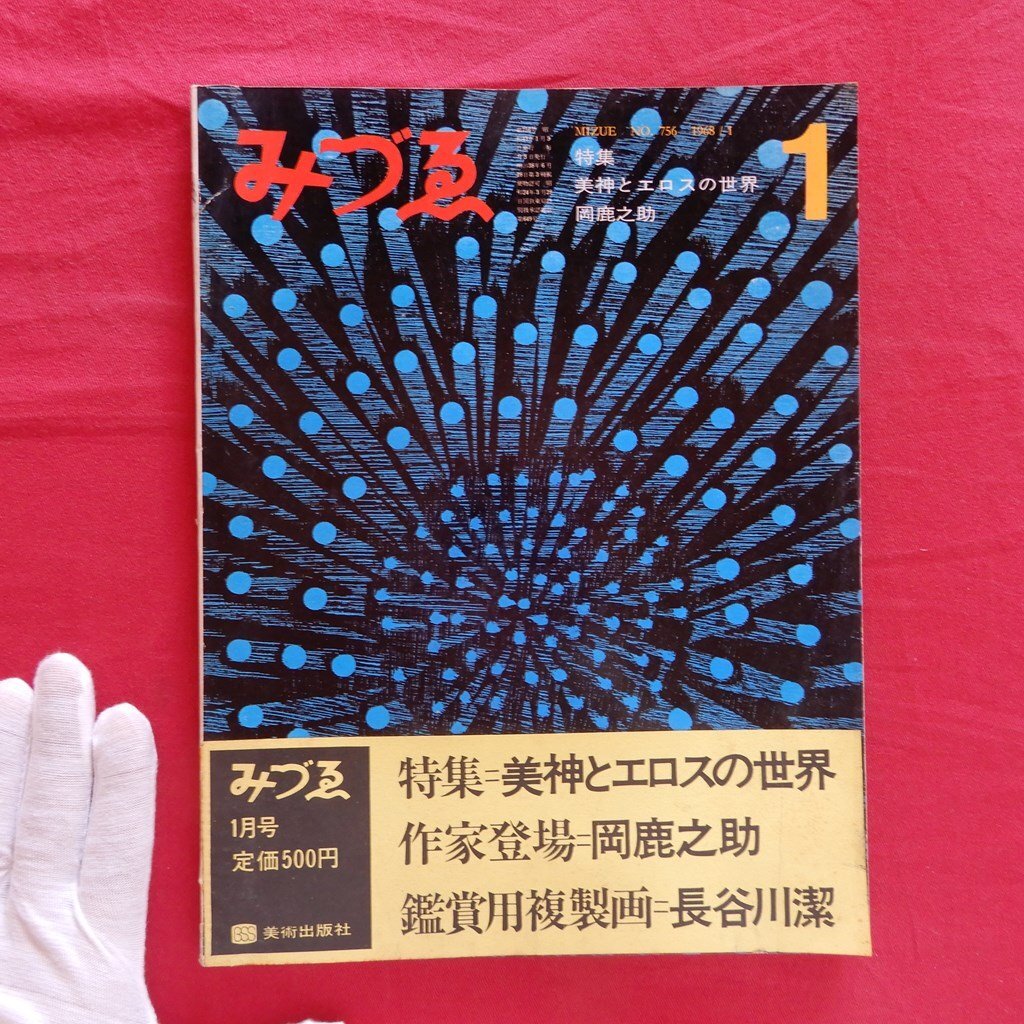 みづゑ
MIZUE NO. 756 1968/1
1
特集
美神とエロスの世界
岡鹿之助
みづゑ
1月号
定価500円
BSS 美術出版社
特集=美神とエロスの世界
作家登場=岡鹿之助
鑑賞用複製画=長谷川潔